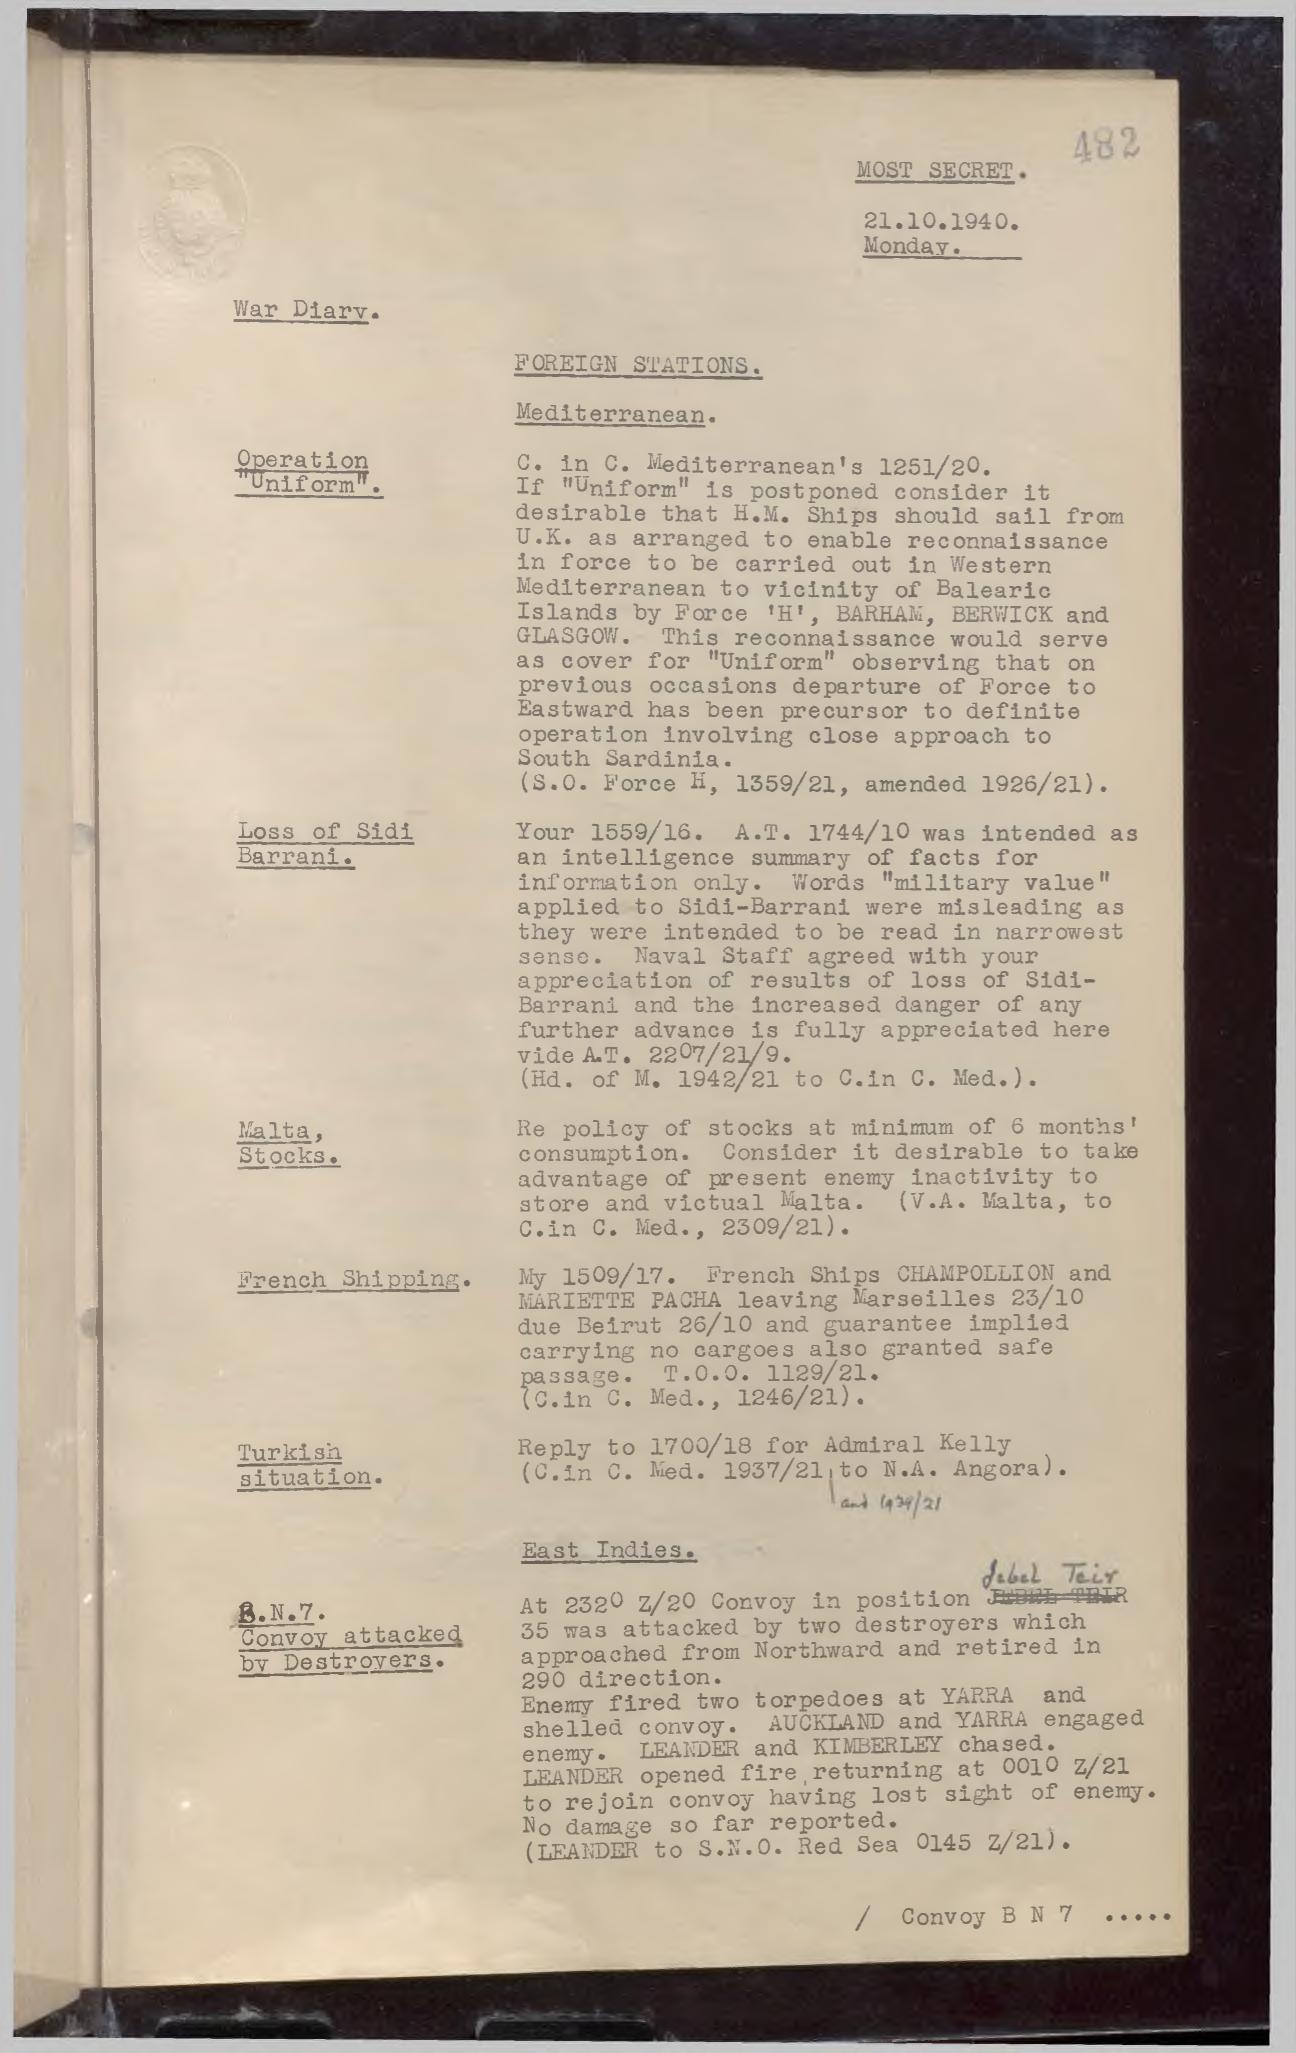 482
MOST SECRET.
21.10.1940.
Monday.
War Diary.
FOREIGN STATIONS.
Mediterranean.
Operation
"Uniform".
C. in C. Mediterranean's 1251/20.
If "Uniform" is postponed consider it
desirable that H.M. Ships should sail from
U.K. as arranged to enable reconnaissance
in force to be carried out in Western
Mediterranean to vicinity of Balearic
Islands by Force 'H', BARHAM, BERWICK and
GLASGOW. This reconnaissance would serve
as cover for "Uniform" observing that on
previous occasions departure of Force to
Eastward has been precursor to definite
operation involving close approach to
South Sardinia.
(S.O. Force H, 1359/21, amended 1926/21).
Loss of Sidi
Barrani.
Your 1559/16. A.T. 1744/10 was intended as
an intelligence summary of facts for
information only. Words "military value"
applied to Sidi-Barrani were misleading as
they were intended to be read in narrowest
sense. Naval Staff agreed with your
appreciation of results of loss of Sidi-
Barrani and the increased danger of any
further advance is fully appreciated here
vide A.T. 2207/21/9.
(Hd. of M. 1942/21 to C.in C. Med.).
Malta,
Stocks.
Re policy of stocks at minimum of 6 months'
consumption. Consider it desirable to take
advantage of present enemy inactivity to
store and victual Malta. (V.A. Malta, to
C.in C. Med., 2309/21).
French Shipping.
My 1509/17. French Ships CHAMPOLLION and
MARIETTE PACHA leaving Marseilles 23/10
due Beirut 26/10 and guarantee implied
carrying no cargoes also granted safe
passage. T.O.O. 1129/21.
(C.in C. Med., 1246/21).
Turkish
situation.
Reply to 1700/18 for Admiral Kelly
(C.in C. Med. 1937/21 to N.A. Angora).
and 1939/21
East Indies.
Jebel Teir
B.N.7.
Convoy attacked
by Destroyers.
At 2320 Z/20 Convoy in position JEBEL TEIR
35 was attacked by two destroyers which
approached from Northward and retired in
290 direction.
Enemy fired two torpedoes at YARRA and
shelled convoy. AUCKLAND and YARRA engaged
enemy. LEANDER and KIMBERLEY chased.
LEANDER opened fire, returning at 0010 Z/21
to rejoin convoy having lost sight of enemy.
No damage so far reported.
(LEANDER to S.N.O. Red Sea 0145 Z/21).
/ Convoy B N 7 .....